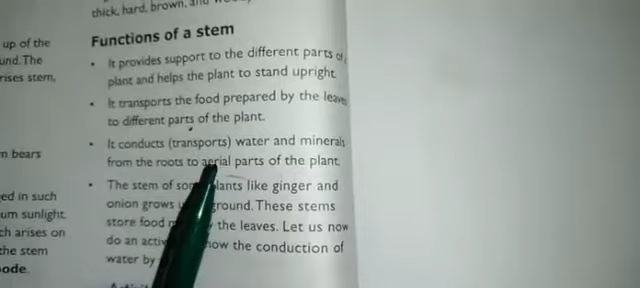 thick, hard, brown, and
up of the
und. The
rises stem,
n bears
ed in such
um sunlight.
ch arises on
the stem
ode.
Functions of a stem
• It provides support to the different parts of
plant and helps the plant to stand upright.
• It transports the food prepared by the leaves
to different parts of the plant.
• It conducts (transports) water and minerals
from the roots to aerial parts of the plant.
• The stem of some plants like ginger and
onion grows ground. These stems
store food the leaves. Let us now
do an how the conduction of
water by